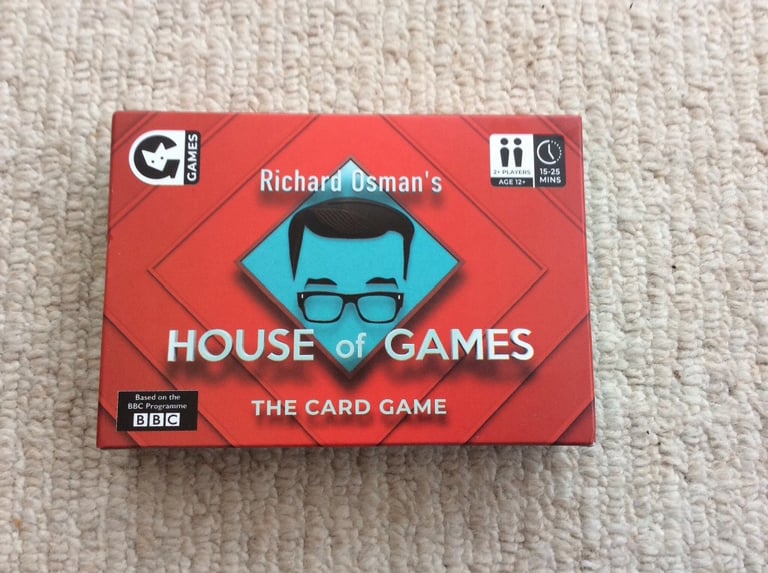 GAMES
2+ PLAYERS
AGE 12+
15-25
MINS
Richard Osman's
HOUSE of GAMES
THE CARD GAME
Based on the
BBC Programme
BBC